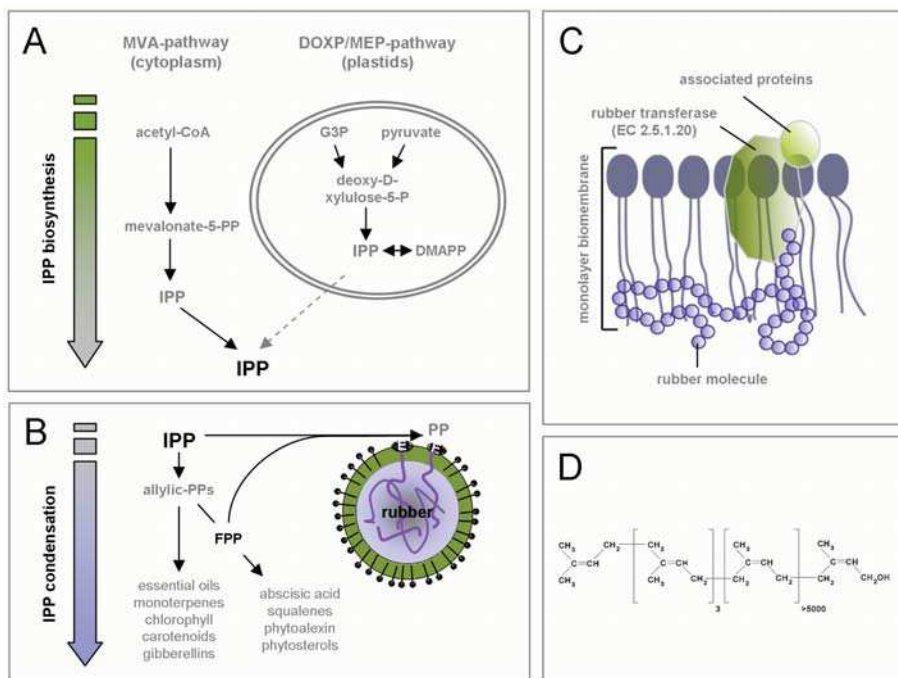 A
MVA-pathway
(cytoplasm)
DOXP/MEP-pathway
(plastids)
IPP biosynthesis
acetyl-CoA
mevalonate-5-PP
IPP
G3P
pyruvate
deoxy-D-
xylulose-5-P
IPP
DMAPP
IPP
B
IPP condensation
IPP
allylic-PPs
FPP
essential oils
monoterpenes
chlorophyll
carotenoids
gibberellins
abscisic acid
squalenes
phytoalexin
phytosterols
PP
E
E
rubber
C
associated proteins
rubber transferase
(EC 2.5.1.20)
monolayer biomembrane
rubber molecule
D
CH₃ CH₂ CH₃ CH₃ CH₃
C=CH C=CH C=CH C=CH
CH₃ CH₂ CH₂ CH₂ CH₂ CH₂ CH₂OH
3
>5000